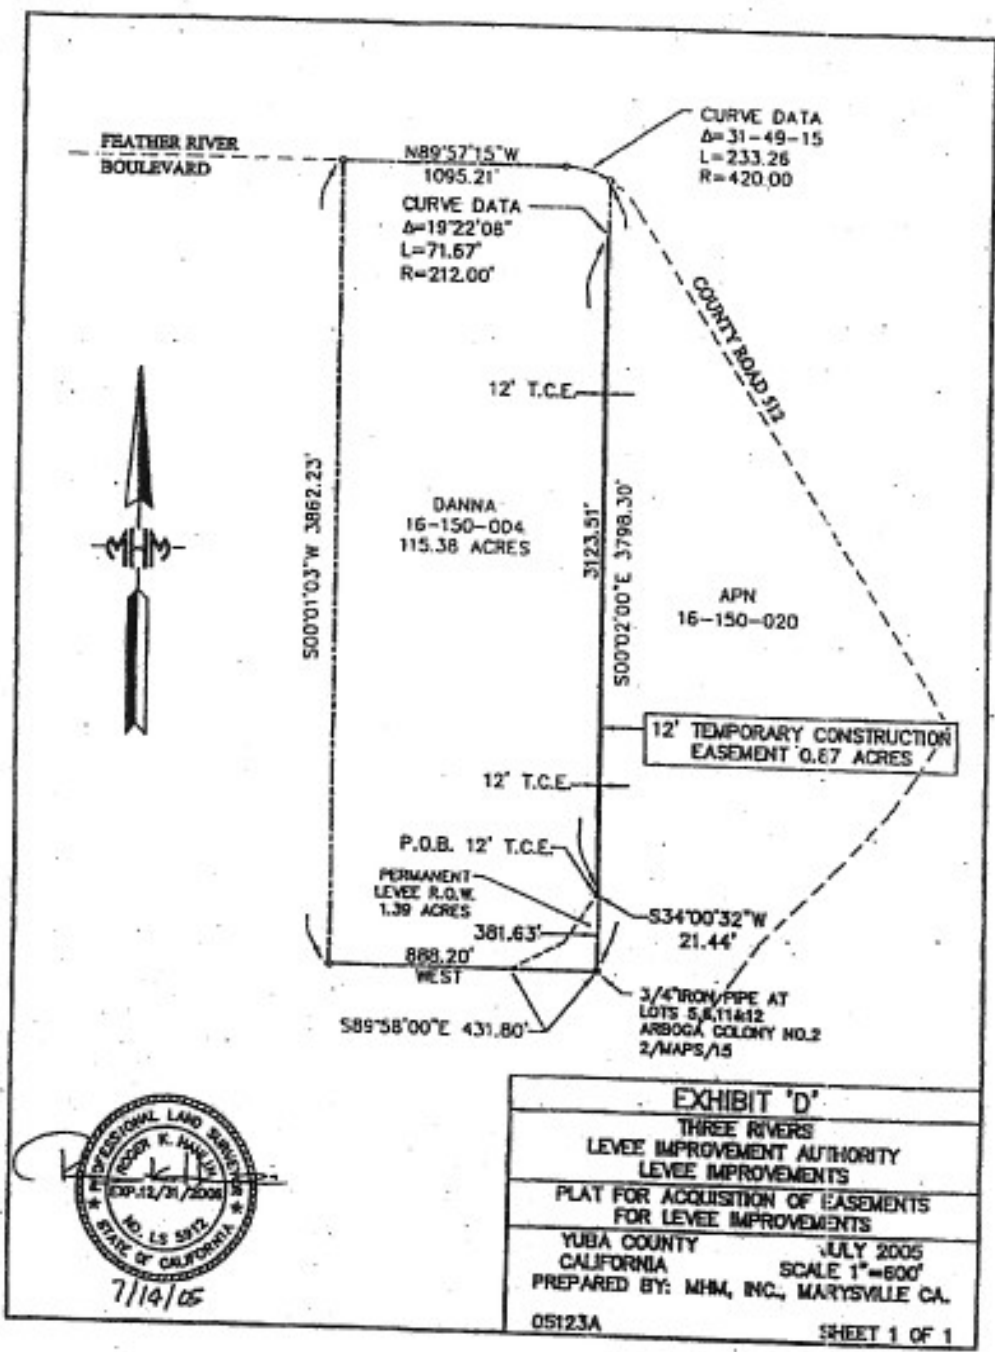 FEATHER RIVER
BOULEVARD
N89°57'15"W
1095.21'
CURVE DATA
Δ=31-49-15
L=233.26
R=420.00
CURVE DATA
Δ=19°22'08"
L=71.67'
R=212.00'
COUNTY ROAD 512
12' T.C.E.
S00°01'03"W 3862.23'
DANNA
16-150-004
115.38 ACRES
3123.51'
S00°02'00"E 3798.30'
APN
16-150-020
12' TEMPORARY CONSTRUCTION
EASEMENT 0.87 ACRES
12' T.C.E.
P.O.B. 12' T.C.E.
PERMANENT
LEVEE R.O.W.
1.39 ACRES
S34°00'32"W
21.44'
381.63'
888.20'
WEST
S89°58'00"E 431.80'
3/4"IRON PIPE AT
LOTS 5,6,11&12
ARBOGA COLONY NO.2
2/MAPS/15
MHM
PROFESSIONAL LAND SURVEYOR
ROGER K. HANLIN
EXP.12/31/2006
NO. LS 5912
STATE OF CALIFORNIA
7/14/05
EXHIBIT 'D'
THREE RIVERS
LEVEE IMPROVEMENT AUTHORITY
LEVEE IMPROVEMENTS
PLAT FOR ACQUISITION OF EASEMENTS
FOR LEVEE IMPROVEMENTS
YUBA COUNTY JULY 2005
CALIFORNIA SCALE 1"=600'
PREPARED BY: MHM, INC., MARYSVILLE CA.
05123A SHEET 1 OF 1